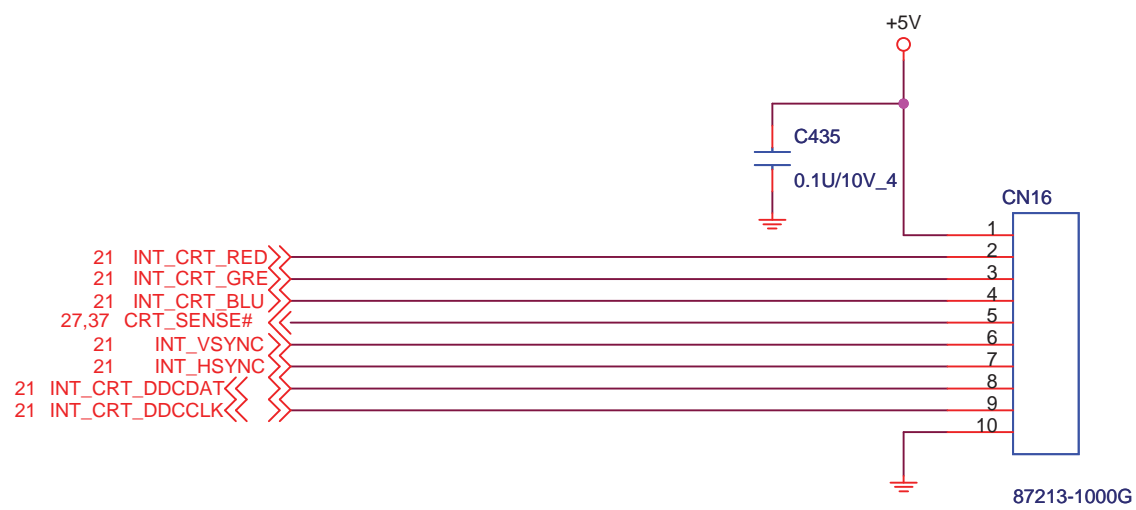 +5V
C435
0.1U/10V_4
CN16
1
21 INT_CRT_RED 2
21 INT_CRT_GRE 3
21 INT_CRT_BLU 4
27,37 CRT_SENSE# 5
21 INT_VSYNC 6
21 INT_HSYNC 7
21 INT_CRT_DDCDAT 8
21 INT_CRT_DDCCLK 9
10
87213-1000G